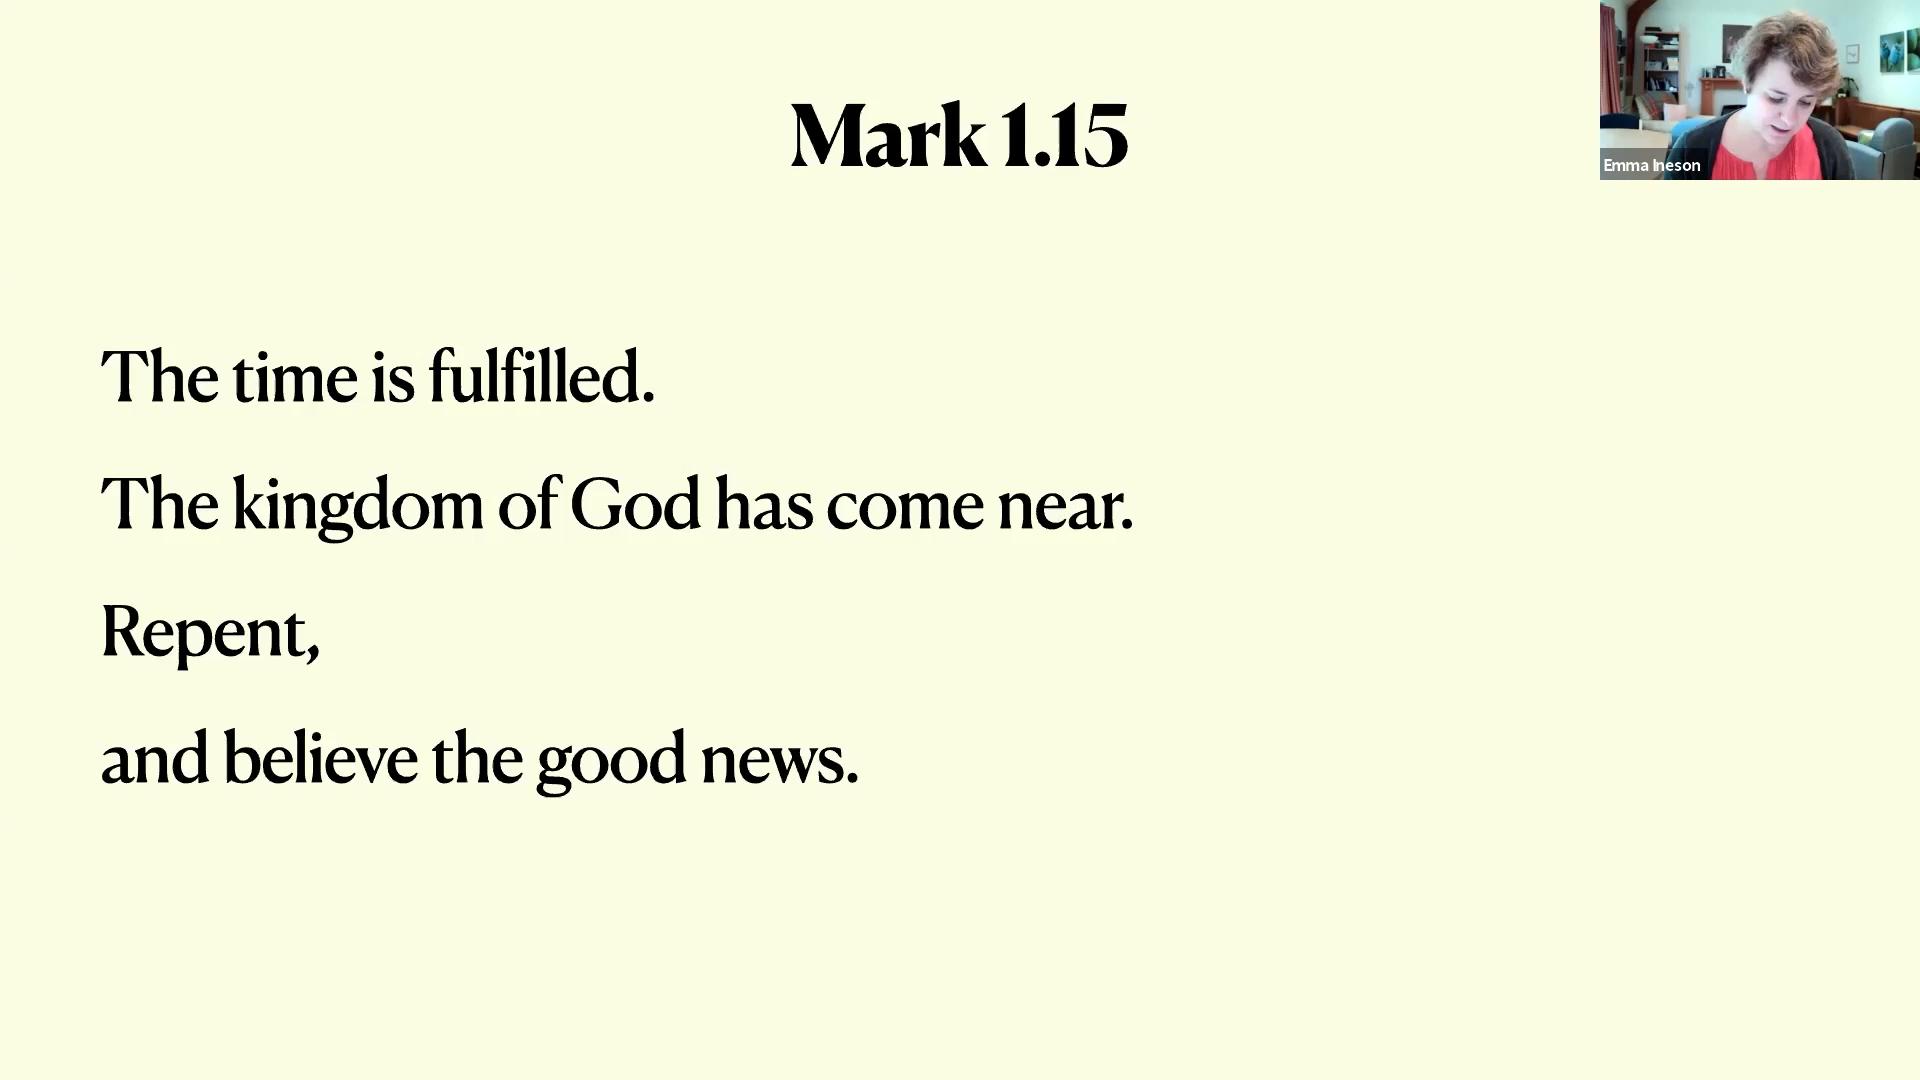 Mark 1.15
Emma Ineson
The time is fulfilled.
The kingdom of God has come near.
Repent,
and believe the good news.